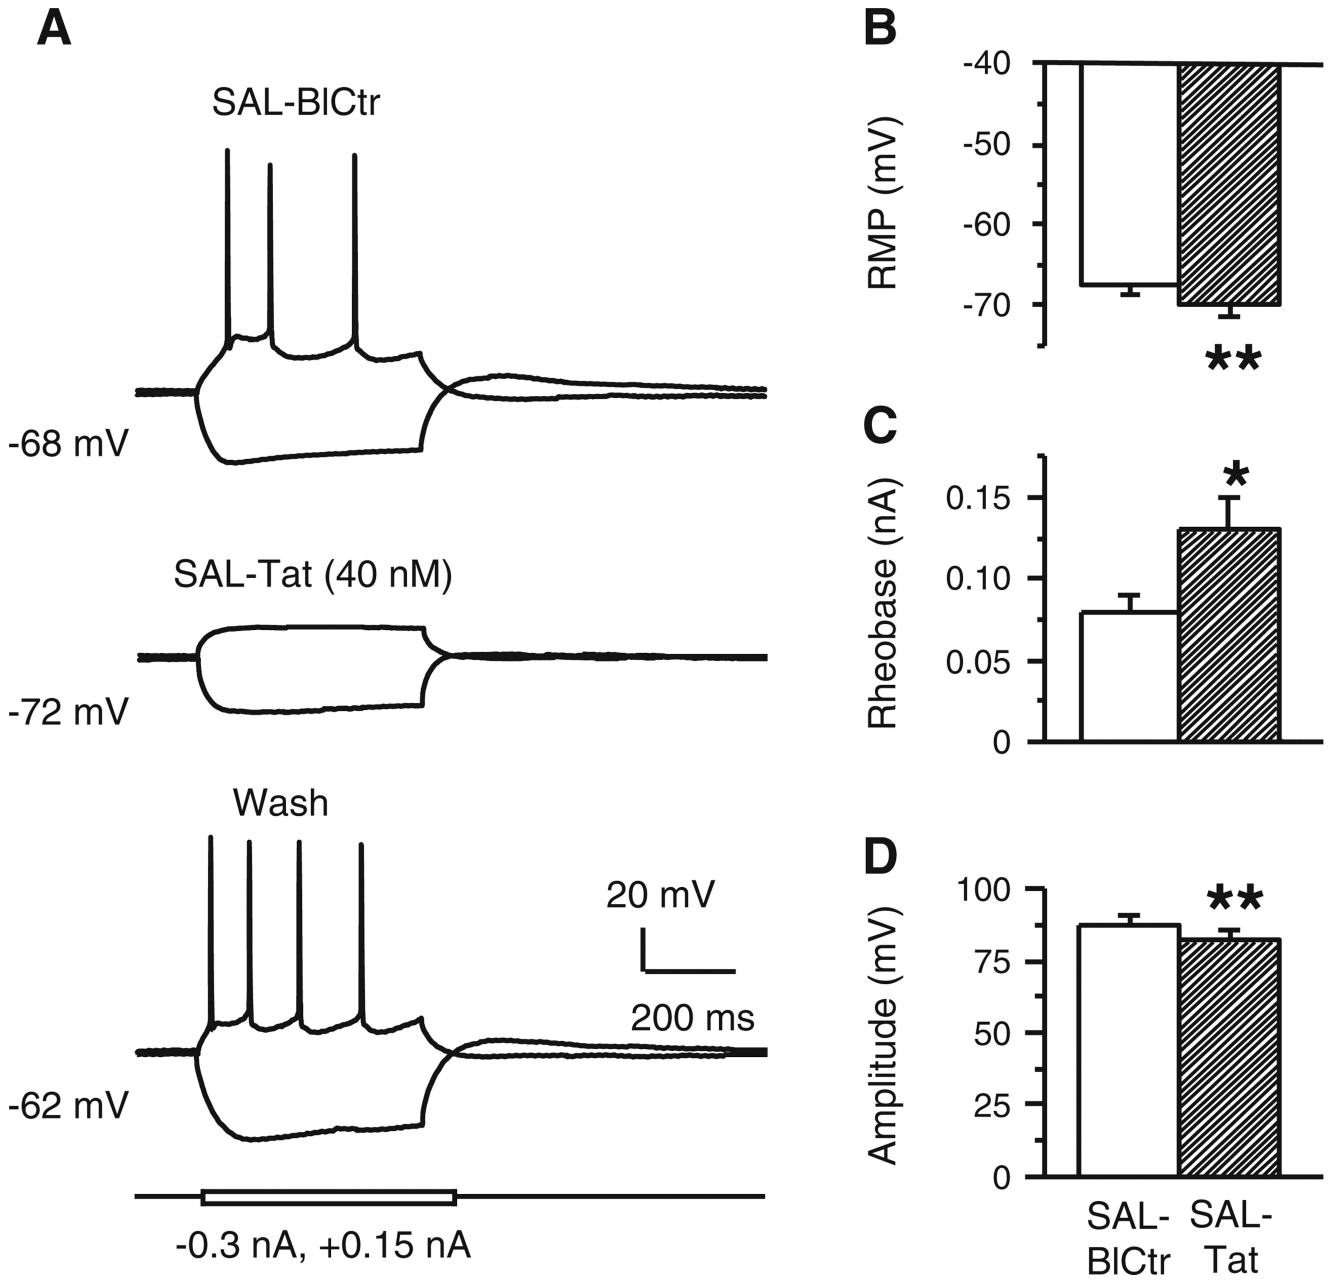 A
SAL-BlCtr
-68 mV
SAL-Tat (40 nM)
-72 mV
Wash
20 mV
200 ms
-62 mV
-0.3 nA, +0.15 nA
B
RMP (mV)
-40
-50
-60
-70
**
C
Rheobase (nA)
0.15
0.10
0.05
0
*
D
Amplitude (mV)
100
75
50
25
0
**
SAL- SAL-
BlCtr Tat